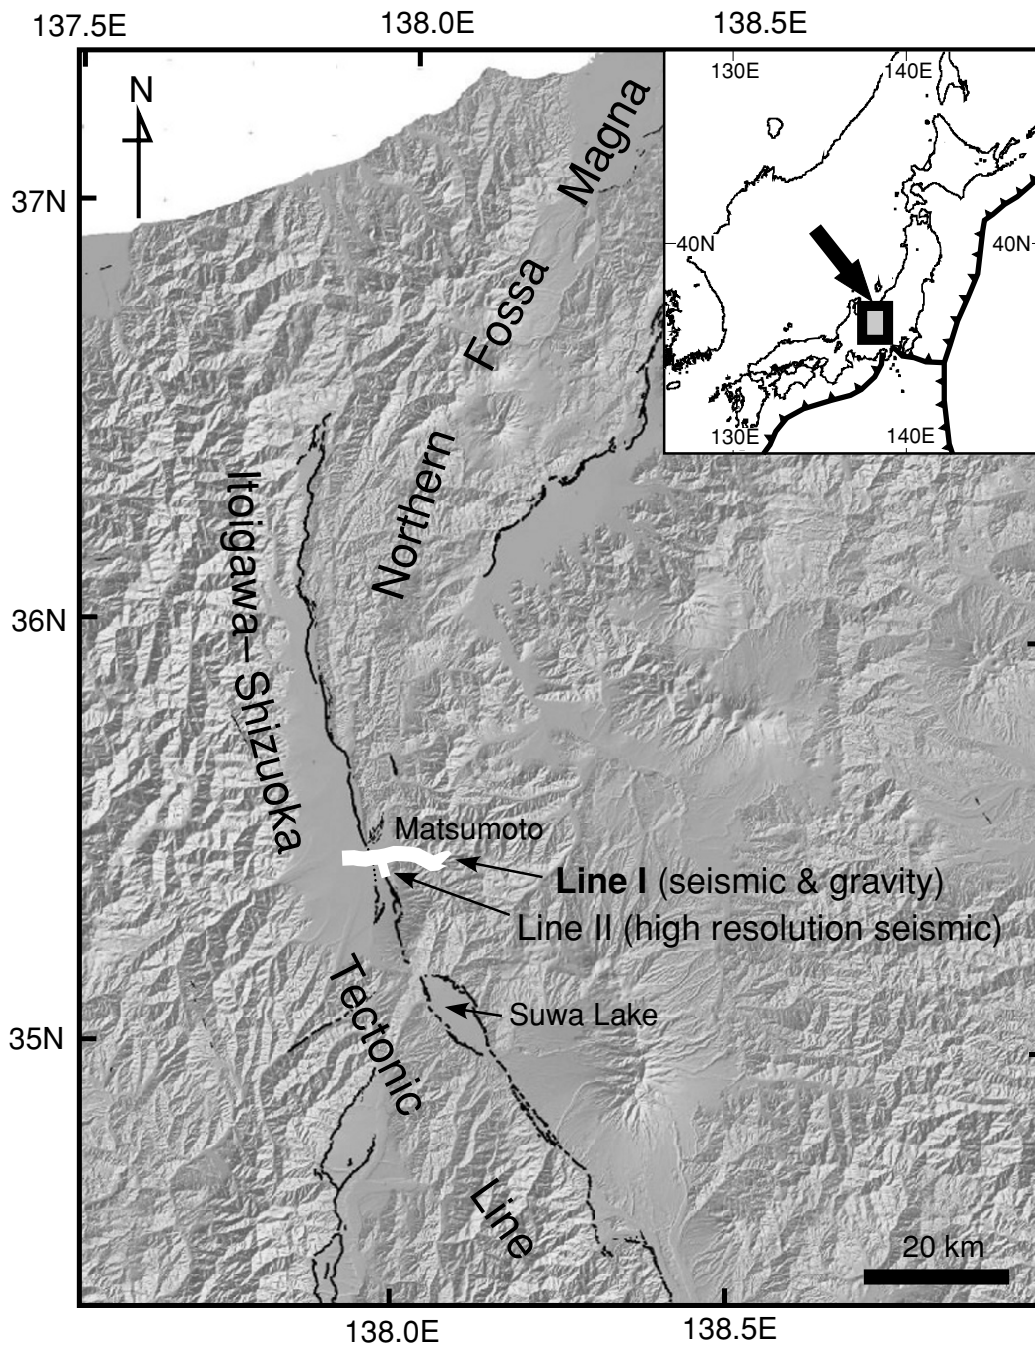 137.5E 138.0E 138.5E
N
130E 140E
Magna
37N
40N 40N
Fossa
130E 140E
Northern
Itoigawa–Shizuoka
36N
Matsumoto
Line I (seismic & gravity)
Line II (high resolution seismic)
Tectonic
Suwa Lake
35N
Line
20 km
138.0E 138.5E